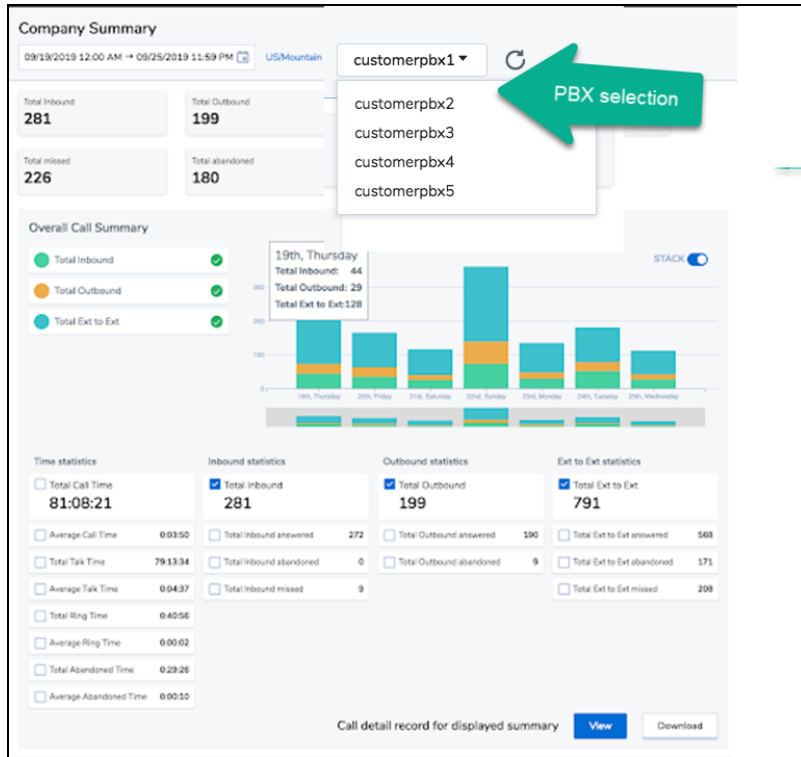 Company Summary
09/19/2019 12:00 AM → 09/25/2019 11:59 PM
US/Mountain
customerpbx1
customerpbx2
customerpbx3
customerpbx4
customerpbx5
PBX selection
Total Inbound
281
Total Outbound
199
Total missed
226
Total abandoned
180
Overall Call Summary
Total Inbound
Total Outbound
Total Ext to Ext
19th, Thursday
Total Inbound: 44
Total Outbound: 29
Total Ext to Ext:128
STACK
300
200
100
0
19th, Thursday
20th, Friday
21st, Saturday
22nd, Sunday
23rd, Monday
24th, Tuesday
25th, Wednesday
Time statistics
Total Call Time
81:08:21
Average Call Time 0:03:50
Total Talk Time 79:13:34
Average Talk Time 0:04:37
Total Ring Time 0:40:56
Average Ring Time 0:00:02
Total Abandoned Time 0:29:26
Average Abandoned Time 0:00:10
Inbound statistics
Total Inbound
281
Total Inbound answered 272
Total Inbound abandoned 0
Total Inbound missed 9
Outbound statistics
Total Outbound
199
Total Outbound answered 190
Total Outbound abandoned 9
Ext to Ext statistics
Total Ext to Ext
791
Total Ext to Ext answered 568
Total Ext to Ext abandoned 171
Total Ext to Ext missed 208
Call detail record for displayed summary
View
Download